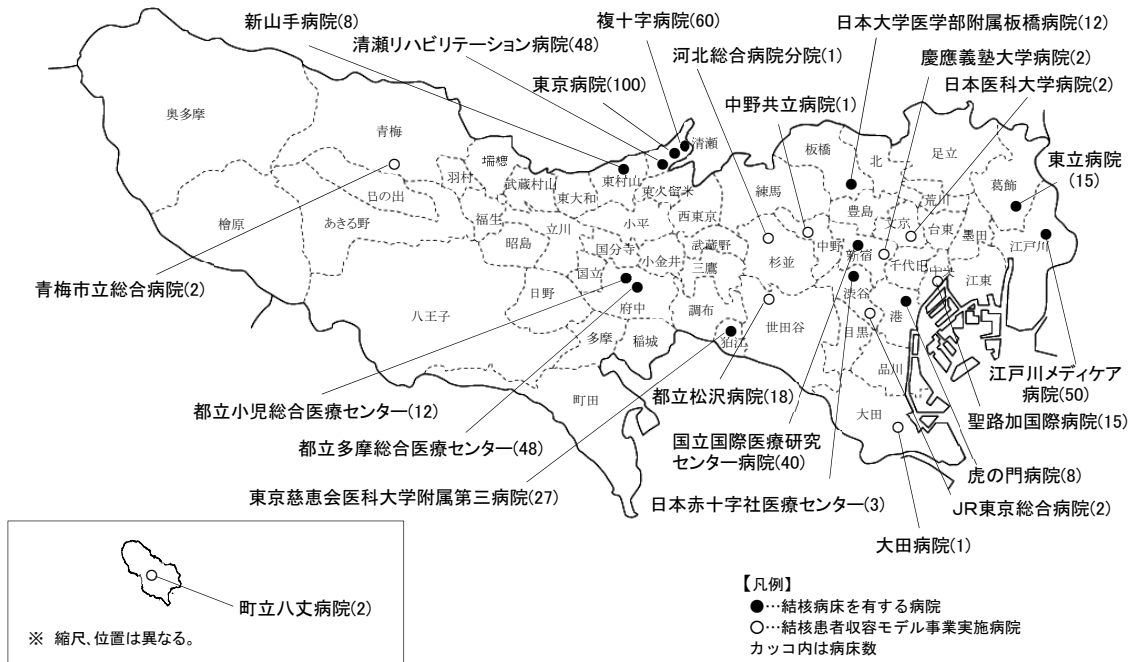 新山手病院(8)
清瀬リハビリテーション病院(48)
東京病院(100)
複十字病院(60)
河北総合病院分院(1)
中野共立病院(1)
日本大学医学部附属板橋病院(12)
慶應義塾大学病院(2)
日本医科大学病院(2)
東立病院
(15)
奥多摩
青梅
瑞穂
羽村
武蔵村山
東大和
東村山
清瀬
東久留米
日の出
檜原
あきる野
福生
昭島
立川
小平
西東京
国分寺
小金井
武蔵野
三鷹
国立
日野
府中
調布
狛江
八王子
多摩
稲城
町田
練馬
板橋
北
足立
葛飾
豊島
文京
荒川
台東
墨田
江戸川
中野
新宿
杉並
千代田
中央
江東
渋谷
港
世田谷
目黒
品川
大田
青梅市立総合病院(2)
都立小児総合医療センター(12)
都立多摩総合医療センター(48)
東京慈恵会医科大学附属第三病院(27)
都立松沢病院(18)
国立国際医療研究
センター病院(40)
日本赤十字社医療センター(3)
江戸川メディケア
病院(50)
聖路加国際病院(15)
虎の門病院(8)
JR東京総合病院(2)
大田病院(1)
町立八丈病院(2)
※ 縮尺、位置は異なる。
【凡例】
●…結核病床を有する病院
○…結核患者収容モデル事業実施病院
カッコ内は病床数